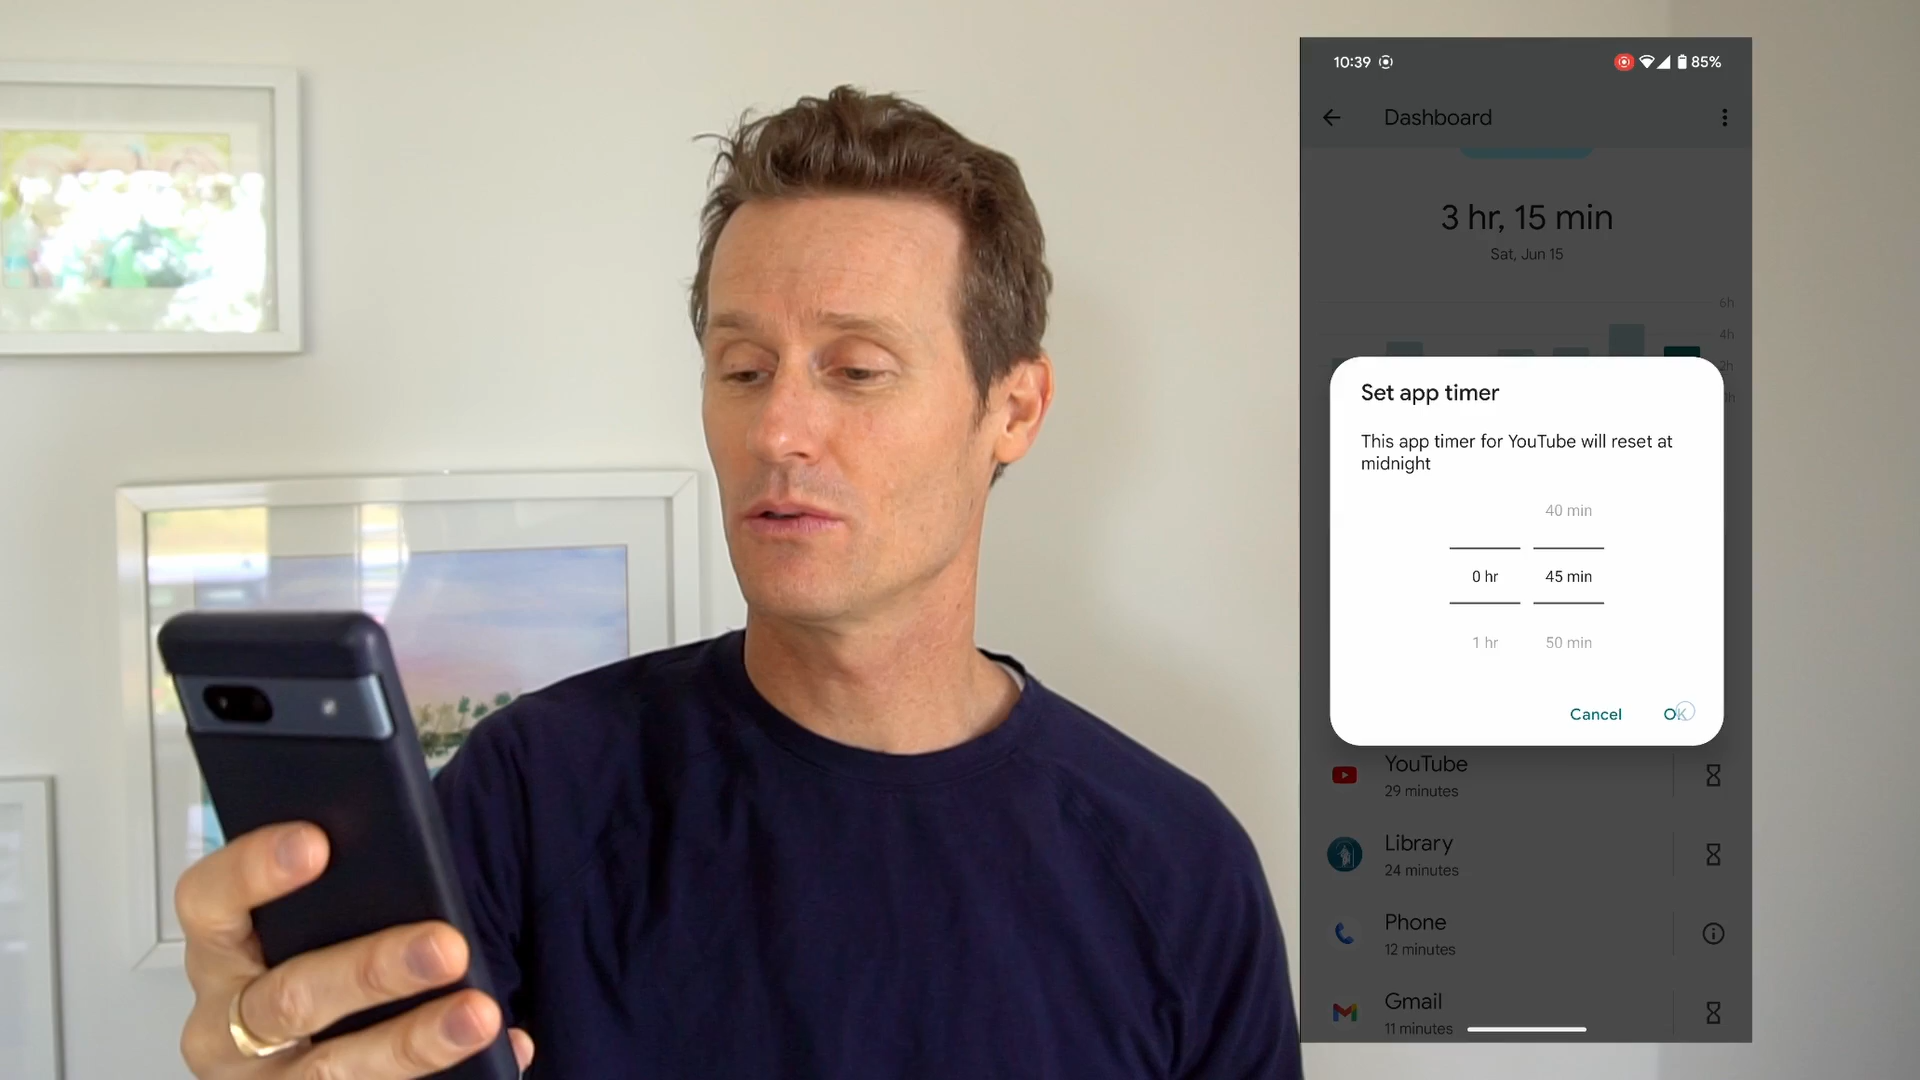 10:39
85%
Dashboard
3 hr, 15 min
Sat, Jun 15
6h
4h
2h
Set app timer
This app timer for YouTube will reset at
midnight
40 min
0 hr
45 min
1 hr
50 min
Cancel
OK
YouTube
29 minutes
Library
24 minutes
Phone
12 minutes
Gmail
11 minutes